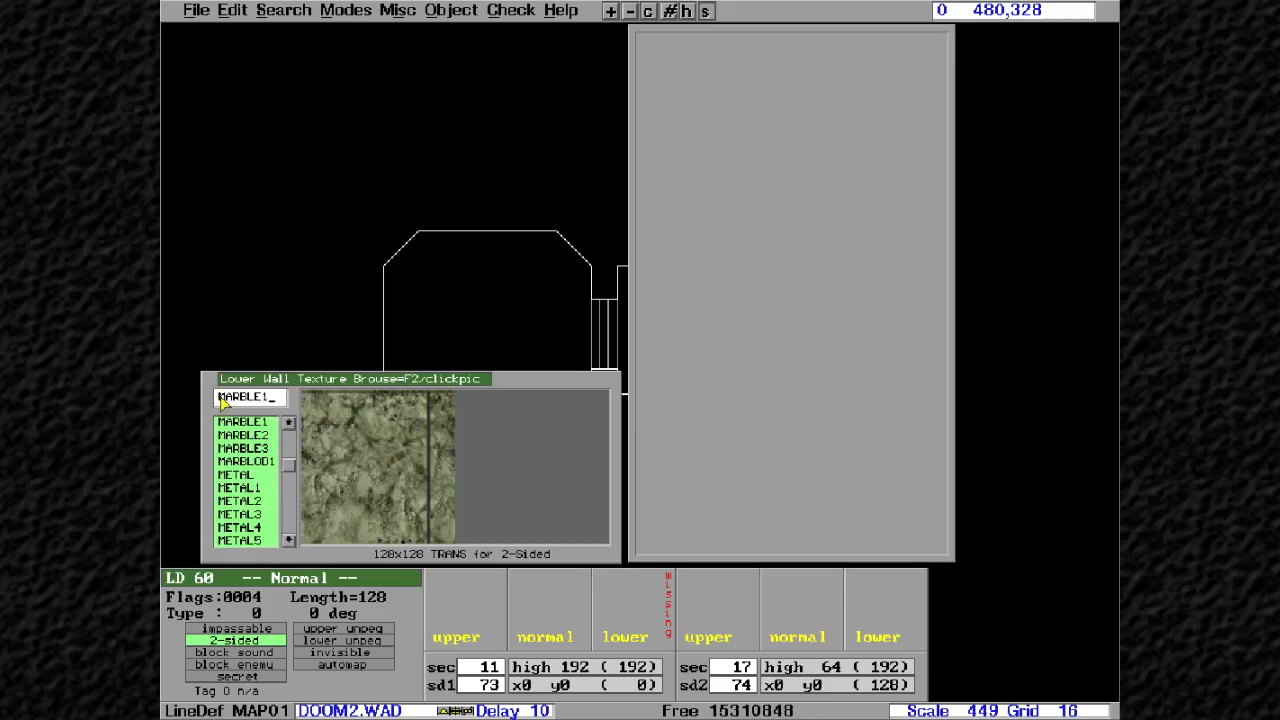 File Edit Search Modes Misc Object Check Help + - c # h s 0 480,328
Lower Wall Texture Brouse=F2/clickpic
MARBLE1_
MARBLE1
MARBLE2
MARBLE3
MARBLOD1
METAL
METAL1
METAL2
METAL3
METAL4
METAL5
128x128 TRANS for 2-Sided
LD 60 -- Normal --
Flags:0004 Length=128
Type : 0 0 deg
impassable upper unpeg
2-sided lower unpeg
block sound invisible
block enemy automap
secret
Tag 0 n/a
upper normal lower missing upper normal lower
sec 11 high 192 ( 192) sec 17 high 64 ( 192)
sd1 73 x0 y0 ( 0) sd2 74 x0 y0 ( 128)
LineDef MAP01 DOOM2.WAD Delay 10 Free 15310848 Scale 449 Grid 16